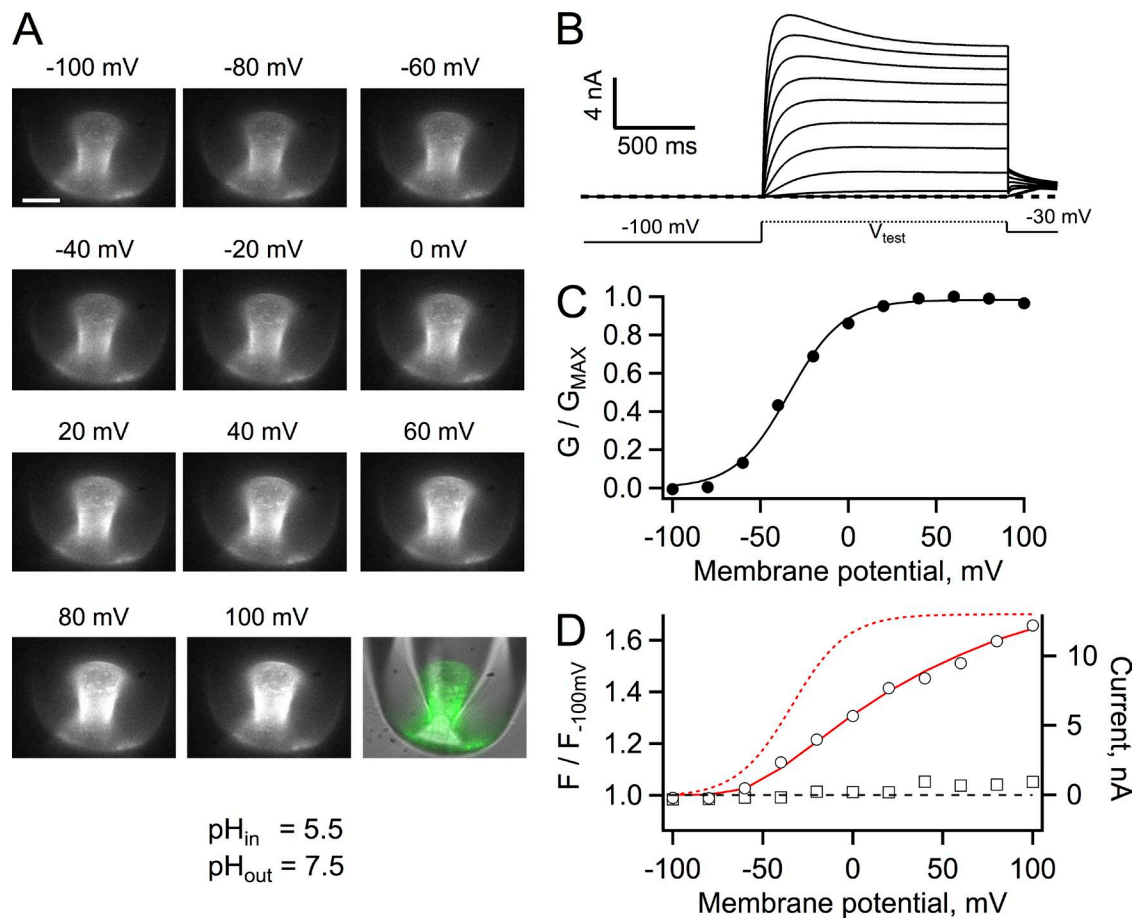 A
-100 mV
-80 mV
-60 mV
-40 mV
-20 mV
0 mV
20 mV
40 mV
60 mV
80 mV
100 mV
pHin = 5.5
pHout = 7.5
B
4 nA
500 ms
-100 mV
Vtest
-30 mV
C
G / GMAX
1.0
0.8
0.6
0.4
0.2
0.0
-100
-50
0
50
100
Membrane potential, mV
D
F / F-100mV
1.6
1.4
1.2
1.0
10
5
0
Current, nA
-100
-50
0
50
100
Membrane potential, mV